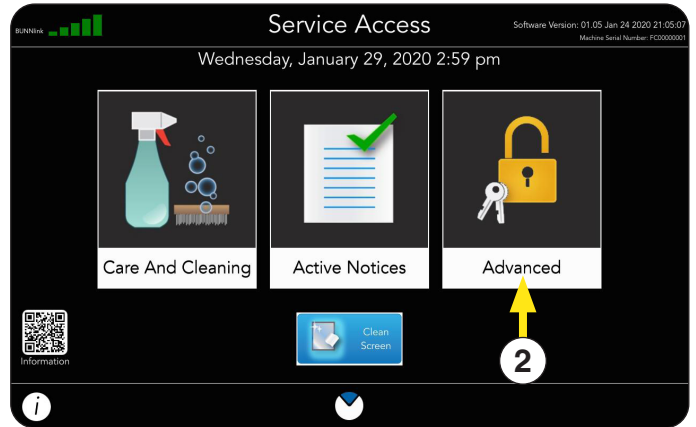 BUNNlink
Service Access
Software Version: 01.05 Jan 24 2020 21:05:07
Machine Serial Number: FC00000001
Wednesday, January 29, 2020 2:59 pm
Care And Cleaning
Active Notices
Advanced
Clean
Screen
Information
2
i